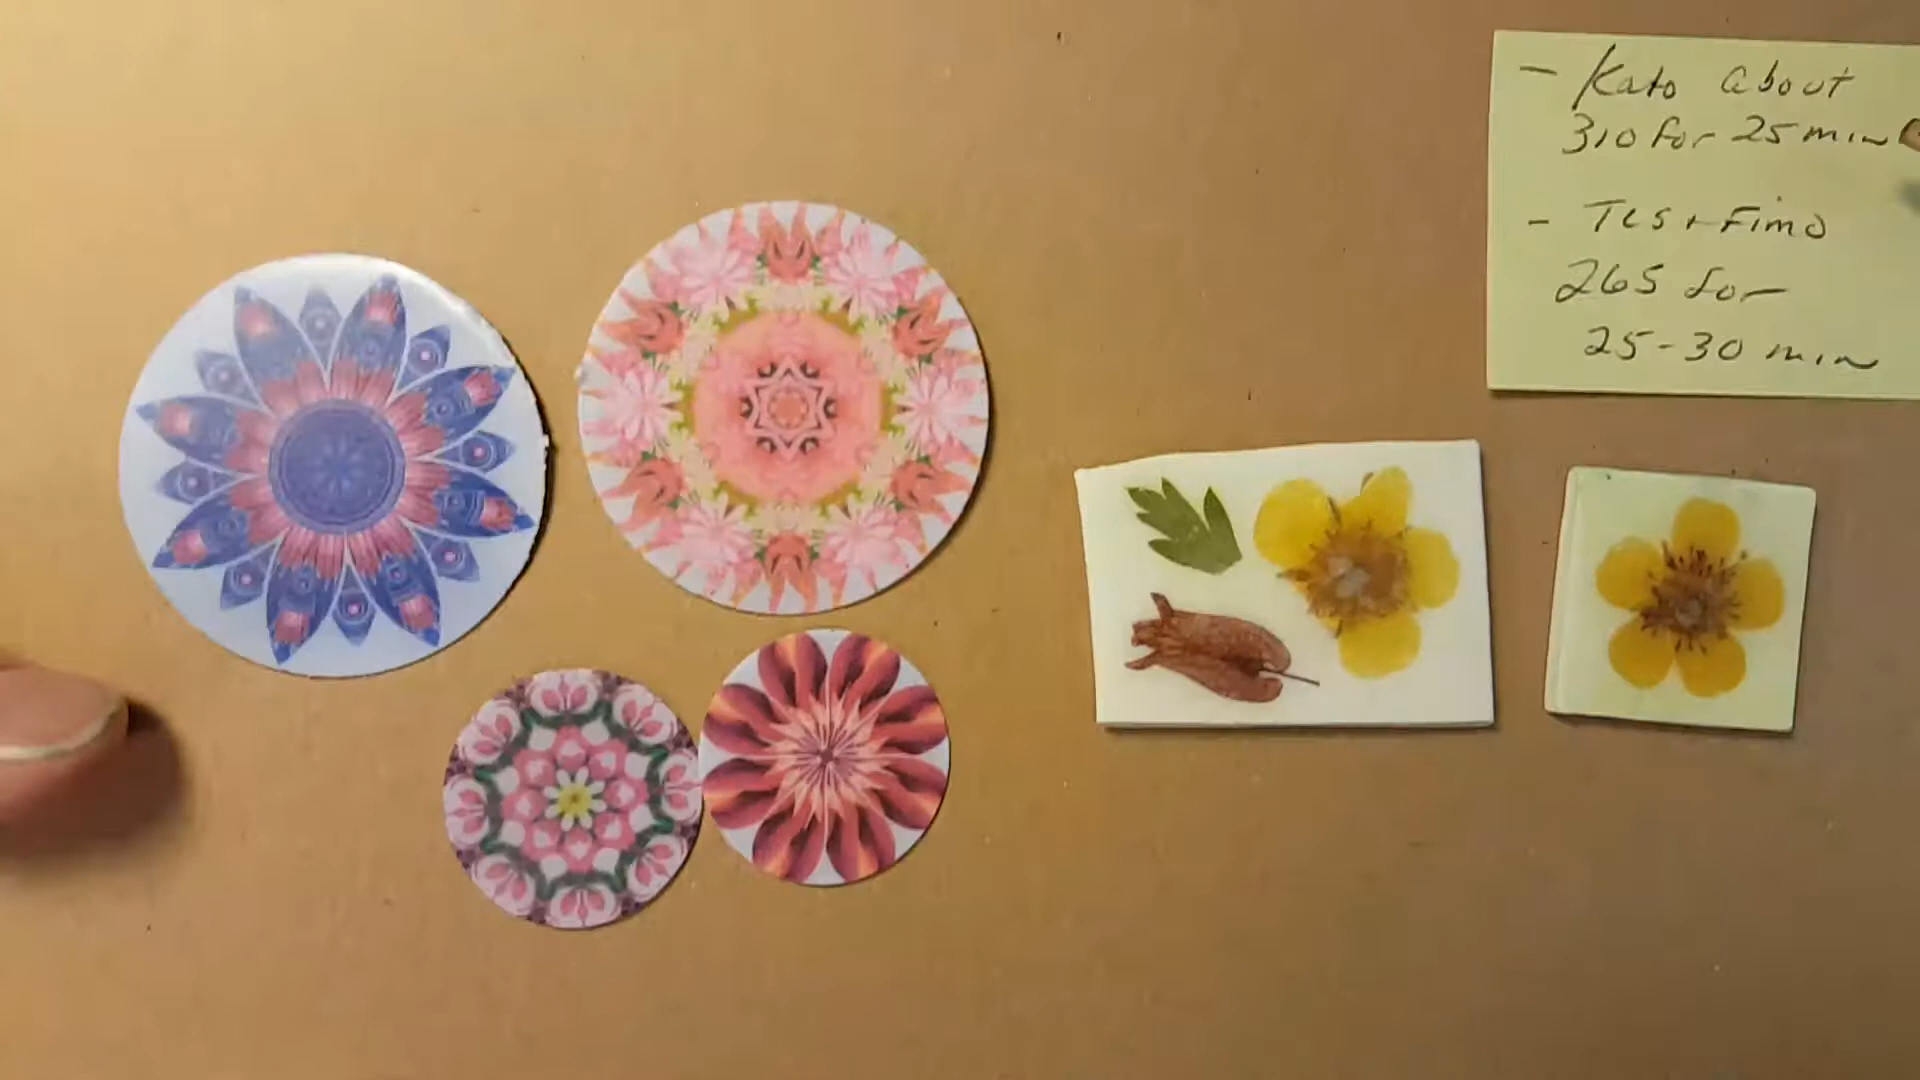 - Kato about
310 for 25 min
- TLS + Fimo
265 for
25-30 min